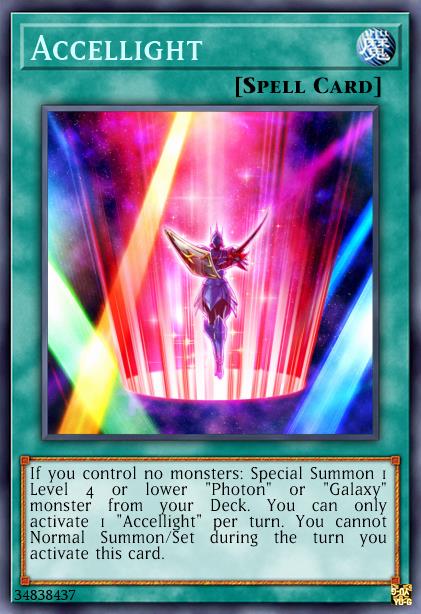 Accellight
魔
[Spell Card]
If you control no monsters: Special Summon 1
Level 4 or lower "Photon" or "Galaxy"
monster from your Deck. You can only
activate 1 "Accellight" per turn. You cannot
Normal Summon/Set during the turn you
activate this card.
34838437